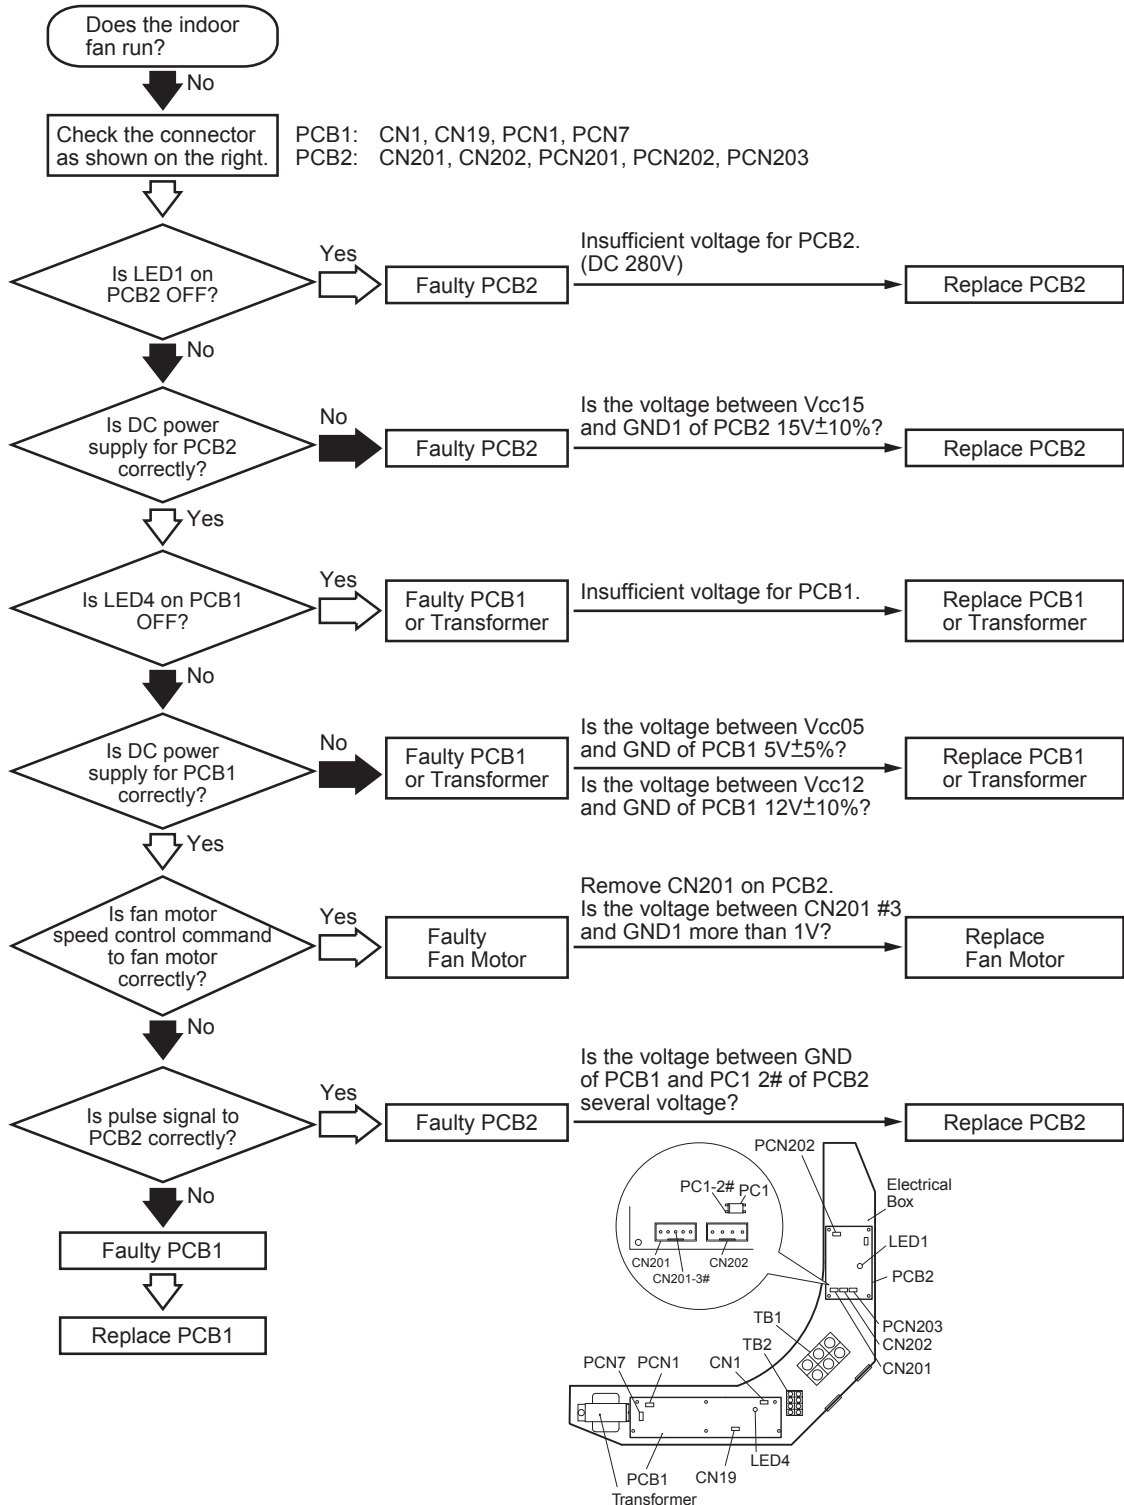 Does the indoor
fan run?
No
Check the connector
as shown on the right.
PCB1: CN1, CN19, PCN1, PCN7
PCB2: CN201, CN202, PCN201, PCN202, PCN203
Is LED1 on
PCB2 OFF?
Yes
Faulty PCB2
Insufficient voltage for PCB2.
(DC 280V)
Replace PCB2
No
Is DC power
supply for PCB2
correctly?
No
Faulty PCB2
Is the voltage between Vcc15
and GND1 of PCB2 15V±10%?
Replace PCB2
Yes
Is LED4 on PCB1
OFF?
Yes
Faulty PCB1
or Transformer
Insufficient voltage for PCB1.
Replace PCB1
or Transformer
No
Is DC power
supply for PCB1
correctly?
No
Faulty PCB1
or Transformer
Is the voltage between Vcc05
and GND of PCB1 5V±5%?
Is the voltage between Vcc12
and GND of PCB1 12V±10%?
Replace PCB1
or Transformer
Yes
Is fan motor
speed control command
to fan motor
correctly?
Yes
Faulty
Fan Motor
Remove CN201 on PCB2.
Is the voltage between CN201 #3
and GND1 more than 1V?
Replace
Fan Motor
No
Is pulse signal to
PCB2 correctly?
Yes
Faulty PCB2
Is the voltage between GND
of PCB1 and PC1 2# of PCB2
several voltage?
Replace PCB2
No
Faulty PCB1
Replace PCB1
PCN202
Electrical
Box
PC1-2#
PC1
CN201
CN202
CN201-3#
LED1
PCB2
PCN203
CN202
CN201
TB1
TB2
PCN7
PCN1
CN1
LED4
CN19
PCB1
Transformer